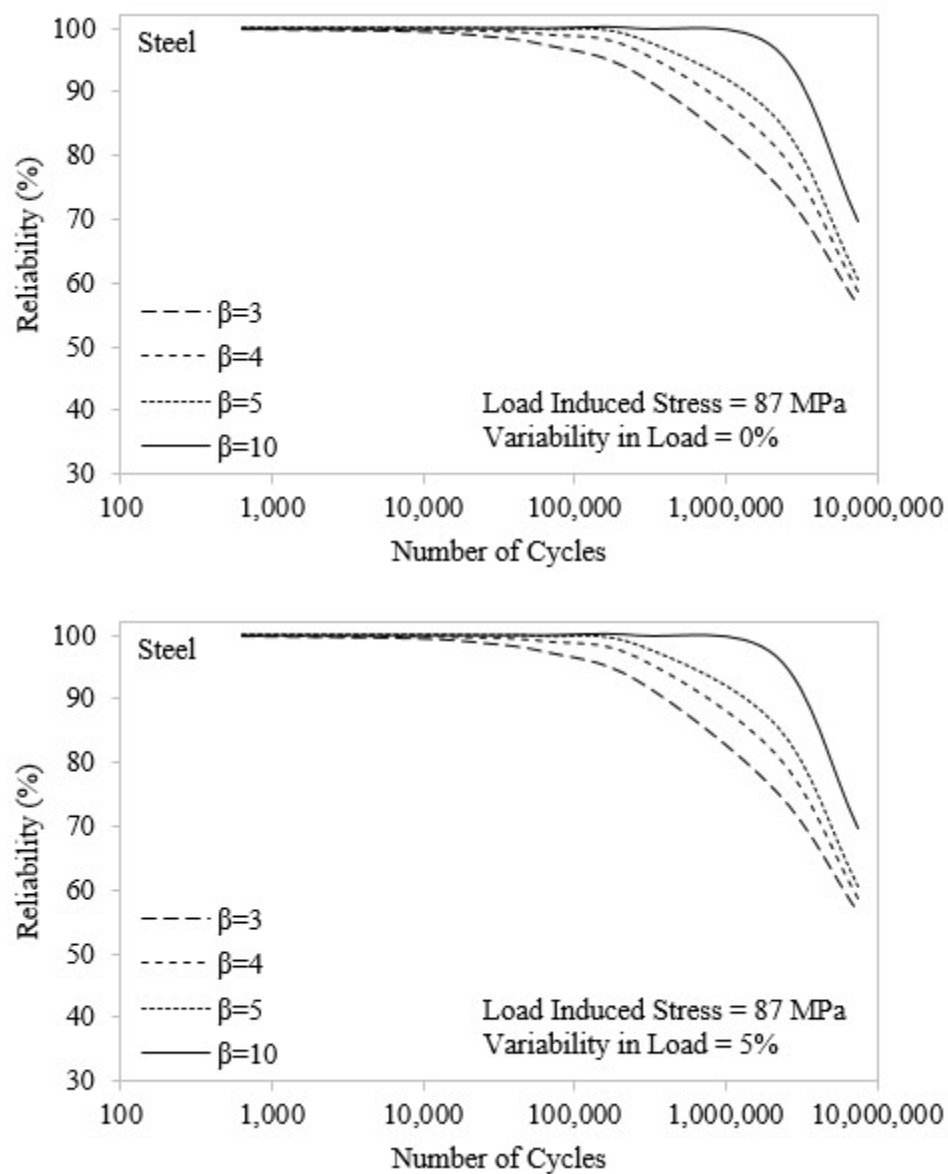 100
90
80
70
60
50
40
30
Reliability (%)
Steel
β=3
β=4
β=5
β=10
Load Induced Stress = 87 MPa
Variability in Load = 0%
100
1,000
10,000
100,000
1,000,000
10,000,000
Number of Cycles
100
90
80
70
60
50
40
30
Reliability (%)
Steel
β=3
β=4
β=5
β=10
Load Induced Stress = 87 MPa
Variability in Load = 5%
100
1,000
10,000
100,000
1,000,000
10,000,000
Number of Cycles